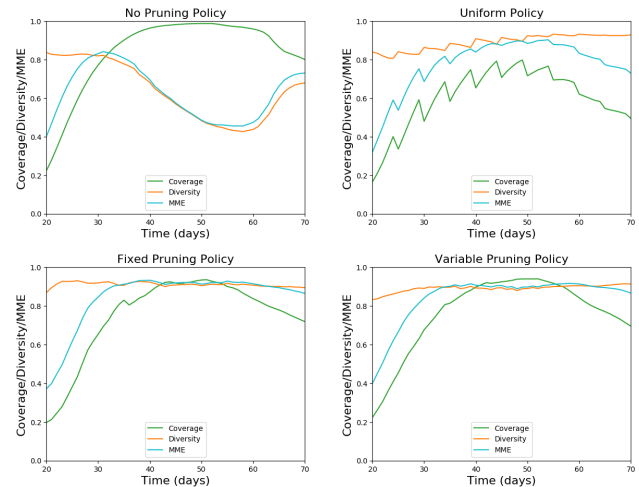 No Pruning Policy
Coverage/Diversity/MME
1.0
0.8
0.6
0.4
0.2
0.0
Coverage
Diversity
MME
20 30 40 50 60 70
Time (days)
Uniform Policy
Coverage/Diversity/MME
1.0
0.8
0.6
0.4
0.2
0.0
Coverage
Diversity
MME
20 30 40 50 60 70
Time (days)
Fixed Pruning Policy
Coverage/Diversity/MME
1.0
0.8
0.6
0.4
0.2
0.0
Coverage
Diversity
MME
20 30 40 50 60 70
Time (days)
Variable Pruning Policy
Coverage/Diversity/MME
1.0
0.8
0.6
0.4
0.2
0.0
Coverage
Diversity
MME
20 30 40 50 60 70
Time (days)